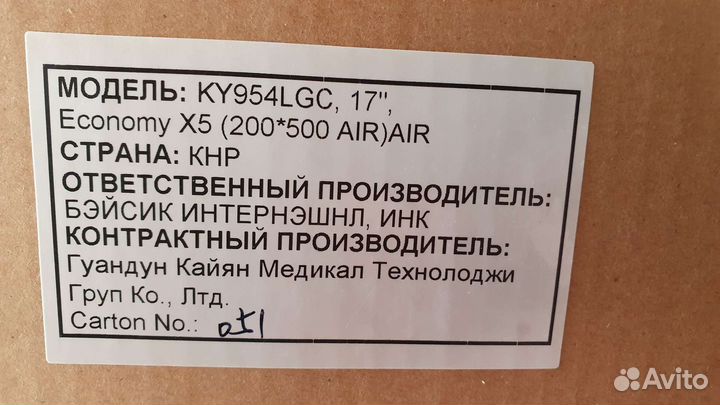 МОДЕЛЬ: KY954LGC, 17",
Economy X5 (200*500 AIR)AIR
СТРАНА: КНР
ОТВЕТСТВЕННЫЙ ПРОИЗВОДИТЕЛЬ:
БЭЙСИК ИНТЕРНЭШНЛ, ИНК
КОНТРАКТНЫЙ ПРОИЗВОДИТЕЛЬ:
Гуандун Кайян Медикал Технолоджи
Груп Ко., Лтд.
Carton No.: 051
Avito